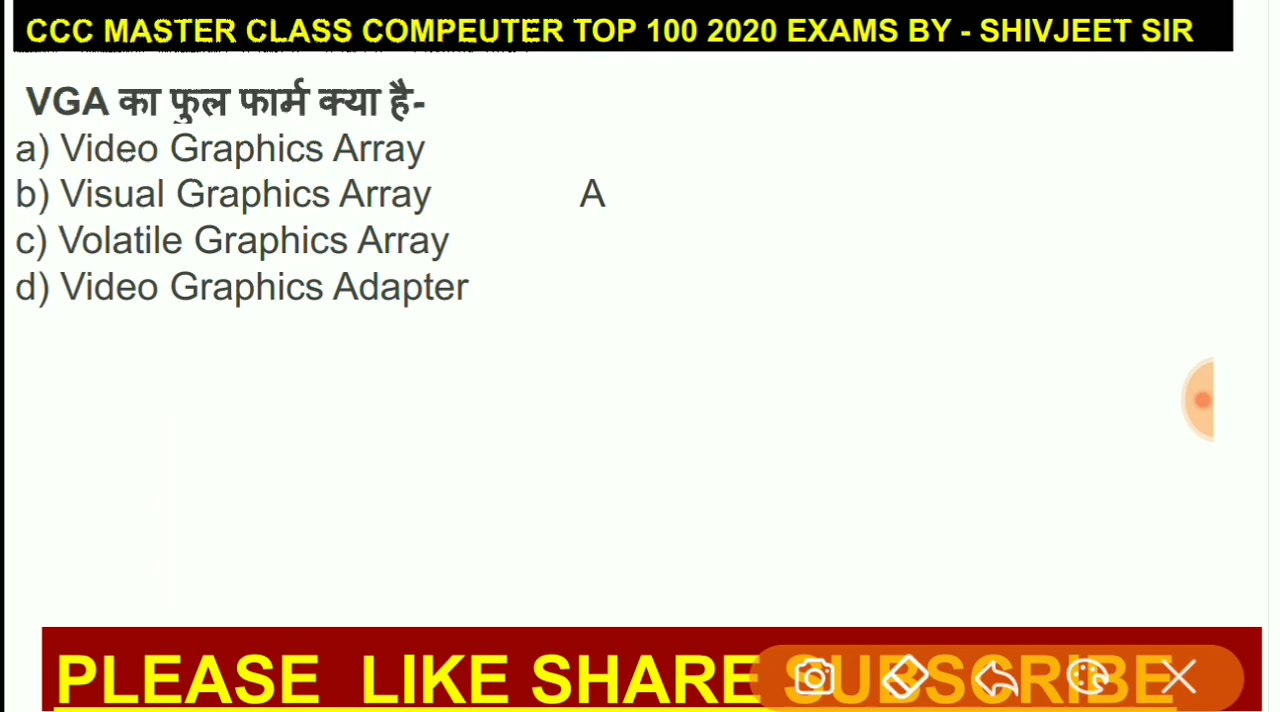 CCC MASTER CLASS COMPEUTER TOP 100 2020 EXAMS BY - SHIVJEET SIR
VGA का फुल फार्म क्या है-
a) Video Graphics Array
b) Visual Graphics Array A
c) Volatile Graphics Array
d) Video Graphics Adapter
PLEASE LIKE SHARE SUBSCRIBE